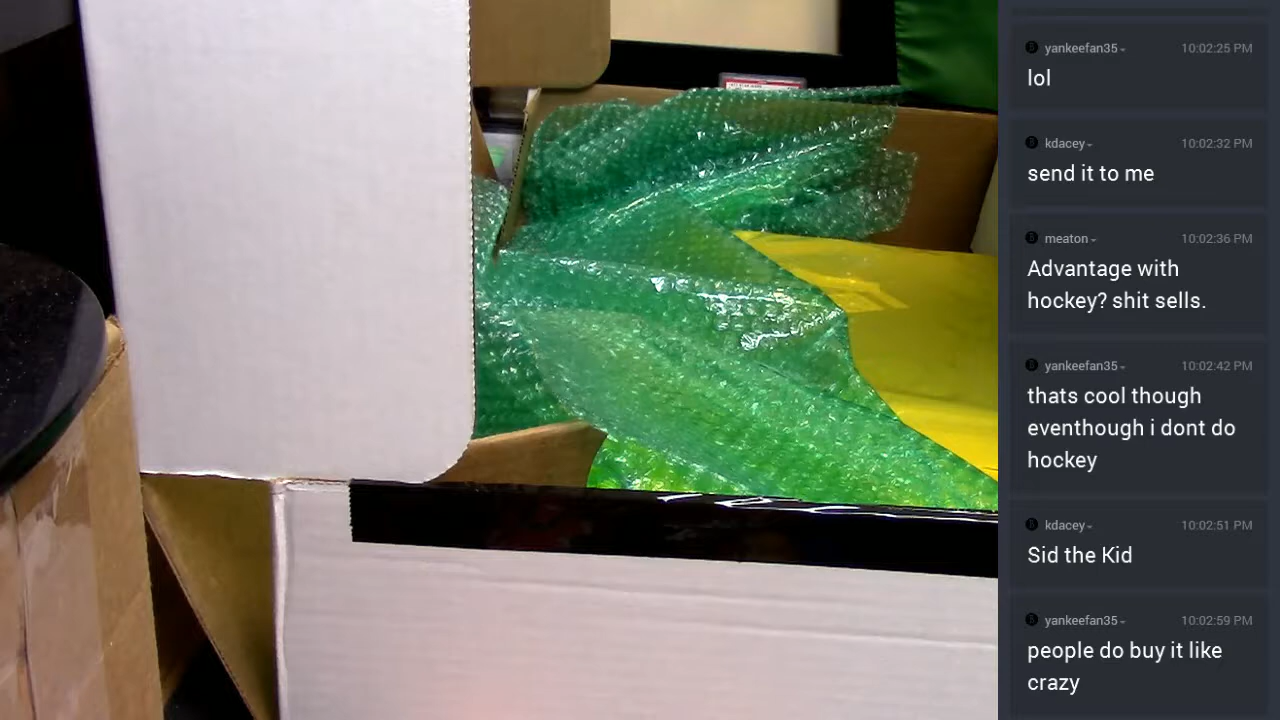 yankeefan35
10:02:25 PM
lol
kdacey
10:02:32 PM
send it to me
meaton
10:02:36 PM
Advantage with
hockey? shit sells.
yankeefan35
10:02:42 PM
thats cool though
eventhough i dont do
hockey
kdacey
10:02:51 PM
Sid the Kid
yankeefan35
10:02:59 PM
people do buy it like
crazy